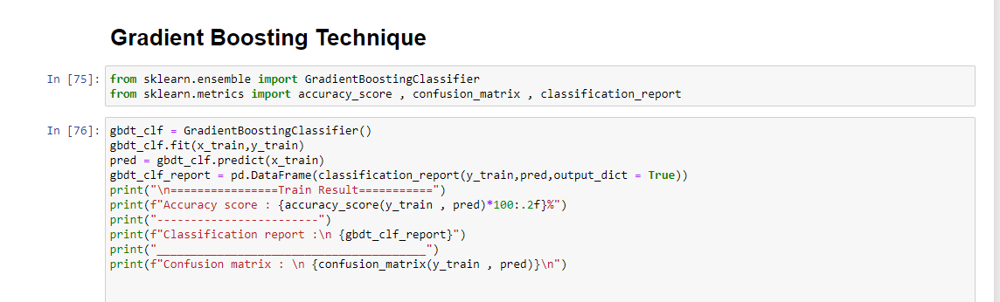 Gradient Boosting Technique
In [75]: from sklearn.ensemble import GradientBoostingClassifier
from sklearn.metrics import accuracy_score , confusion_matrix , classification_report
In [76]: gbdt_clf = GradientBoostingClassifier()
gbdt_clf.fit(x_train,y_train)
pred = gbdt_clf.predict(x_train)
gbdt_clf_report = pd.DataFrame(classification_report(y_train,pred,output_dict = True))
print("\n================Train Result===========")
print(f"Accuracy score : {accuracy_score(y_train , pred)*100:.2f}%")
print("------------------------")
print(f"Classification report :\n {gbdt_clf_report}")
print("________________________________________")
print(f"Confusion matrix : \n {confusion_matrix(y_train , pred)}\n")